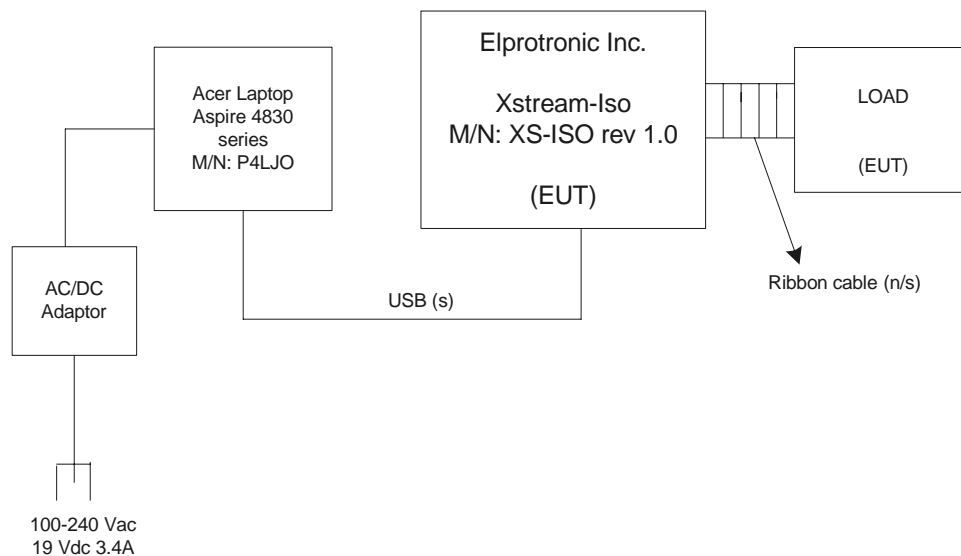 Elprotronic Inc.
Xstream-Iso
M/N: XS-ISO rev 1.0
(EUT)
Acer Laptop
Aspire 4830
series
M/N: P4LJO
LOAD
(EUT)
Ribbon cable (n/s)
USB (s)
AC/DC
Adaptor
100-240 Vac
19 Vdc 3.4A